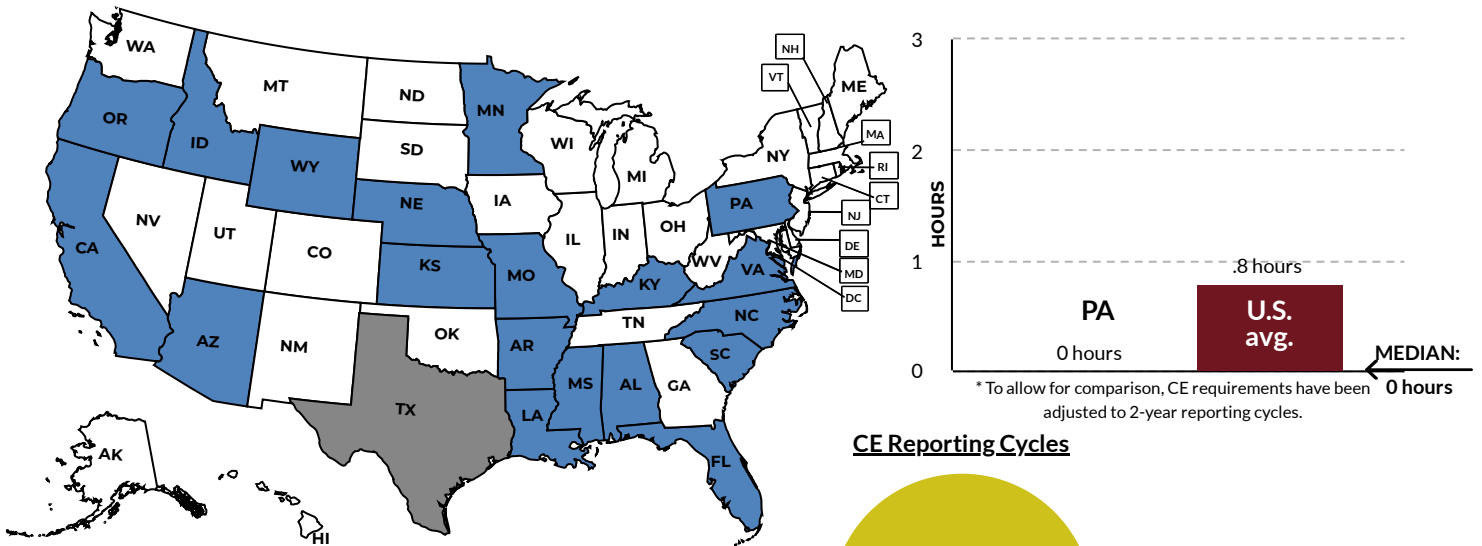 WA
MT
ND
MN
OR
ID
WY
SD
WI
MI
NY
ME
NH
VT
MA
RI
CT
NJ
DE
MD
DC
NV
UT
CO
NE
IA
IL
IN
OH
PA
WV
VA
CA
KS
MO
KY
AZ
NM
OK
AR
TN
NC
SC
TX
LA
MS
AL
GA
FL
AK
HI
HOURS
3
2
1
0
PA
0 hours
.8 hours
U.S.
avg.
MEDIAN:
0 hours
* To allow for comparison, CE requirements have been
adjusted to 2-year reporting cycles.
CE Reporting Cycles